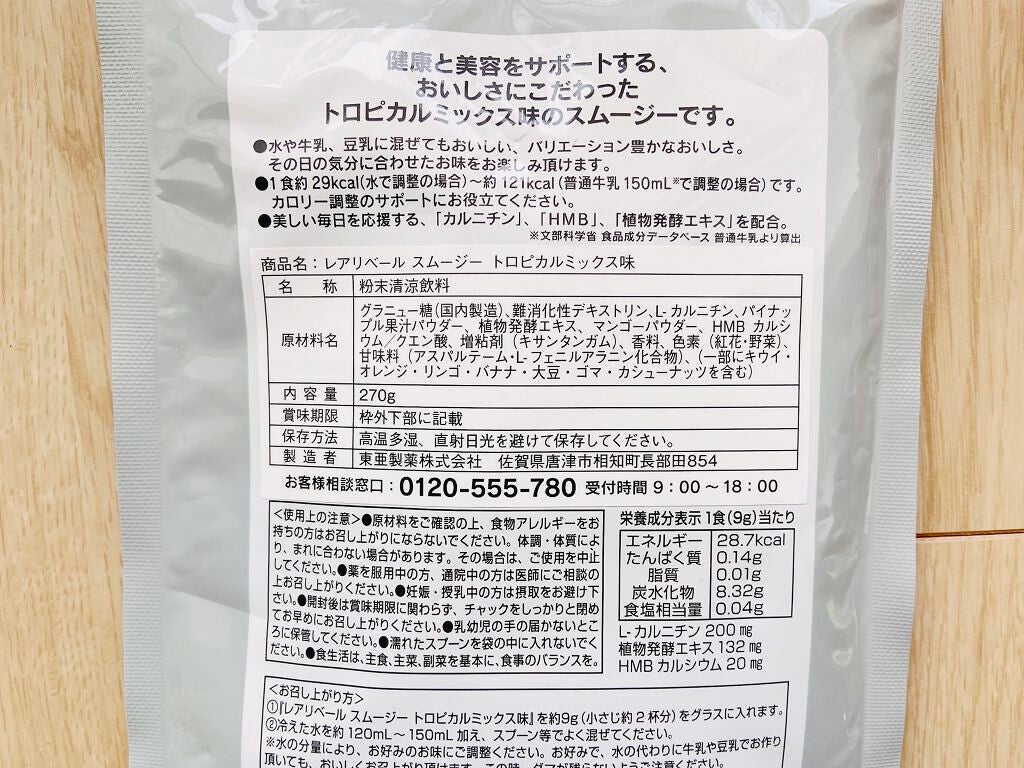 健康と美容をサポートする、
おいしさにこだわった
トロピカルミックス味のスムージーです。
●水や牛乳、豆乳に混ぜてもおいしい、バリエーション豊かなおいしさ。
その日の気分に合わせたお味をお楽しみ頂けます。
●1食約29kcal(水で調整の場合)～約121kcal(普通牛乳 150mL※で調整の場合)です。
カロリー調整のサポートにお役立てください。
●美しい毎日を応援する、「カルニチン」、「HMB」、「植物発酵エキス」を配合。
※文部科学省 食品成分データベース 普通牛乳より算出
商品名：レアリベール スムージー トロピカルミックス味
名 称 粉末清涼飲料
原材料名 グラニュー糖(国内製造)、難消化性デキストリン、L-カルニチン、パイナ
ップル果汁パウダー、植物発酵エキス、マンゴーパウダー、HMB カルシ
ウム／クエン酸、増粘剤（キサンタンガム）、香料、色素（紅花・野菜）、
甘味料（アスパルテーム・L-フェニルアラニン化合物）、（一部にキウイ・
オレンジ・リンゴ・バナナ・大豆・ゴマ・カシューナッツを含む）
内 容 量 270g
賞味期限 枠外下部に記載
保存方法 高温多湿、直射日光を避けて保存してください。
製 造 者 東亜製薬株式会社 佐賀県唐津市相知町長部田854
お客様相談窓口：0120-555-780 受付時間 9：00～18：00
<使用上の注意>●原材料をご確認の上、食物アレルギーをお
持ちの方はお召し上がりにならないでください。体調・体質によ
り、まれに合わない場合があります。その場合は、ご使用を中止
してください。●薬を服用中の方、通院中の方は医師にご相談の
上お召し上がりください。●妊娠・授乳中の方は摂取をお避け下
さい。●開封後は賞味期限に関わらず、チャックをしっかりと閉め
てお早めにお召し上がりください。●乳幼児の手の届かないとこ
ろに保管してください。●濡れたスプーンを袋の中に入れないでく
ださい。●食生活は、主食、主菜、副菜を基本に、食事のバランスを。
栄養成分表示 1食(9g)当たり
エネルギー 28.7kcal
たんぱく質 0.14g
脂質 0.01g
炭水化物 8.32g
食塩相当量 0.04g
L-カルニチン 200㎎
植物発酵エキス 132㎎
HMBカルシウム 20㎎
<お召し上がり方>
①『レアリベール スムージー トロピカルミックス味』を約9g(小さじ約2杯分)をグラスに入れます。
②冷えた水を約120mL～150mL加え、スプーン等でよく混ぜてください。
※水の分量により、お好みのお味にご調整ください。お好みで、水の代わりに牛乳や豆乳でお作り
頂いても、おいしくお召し上がり頂けます。この時、ダマが残らないようご注意ください。